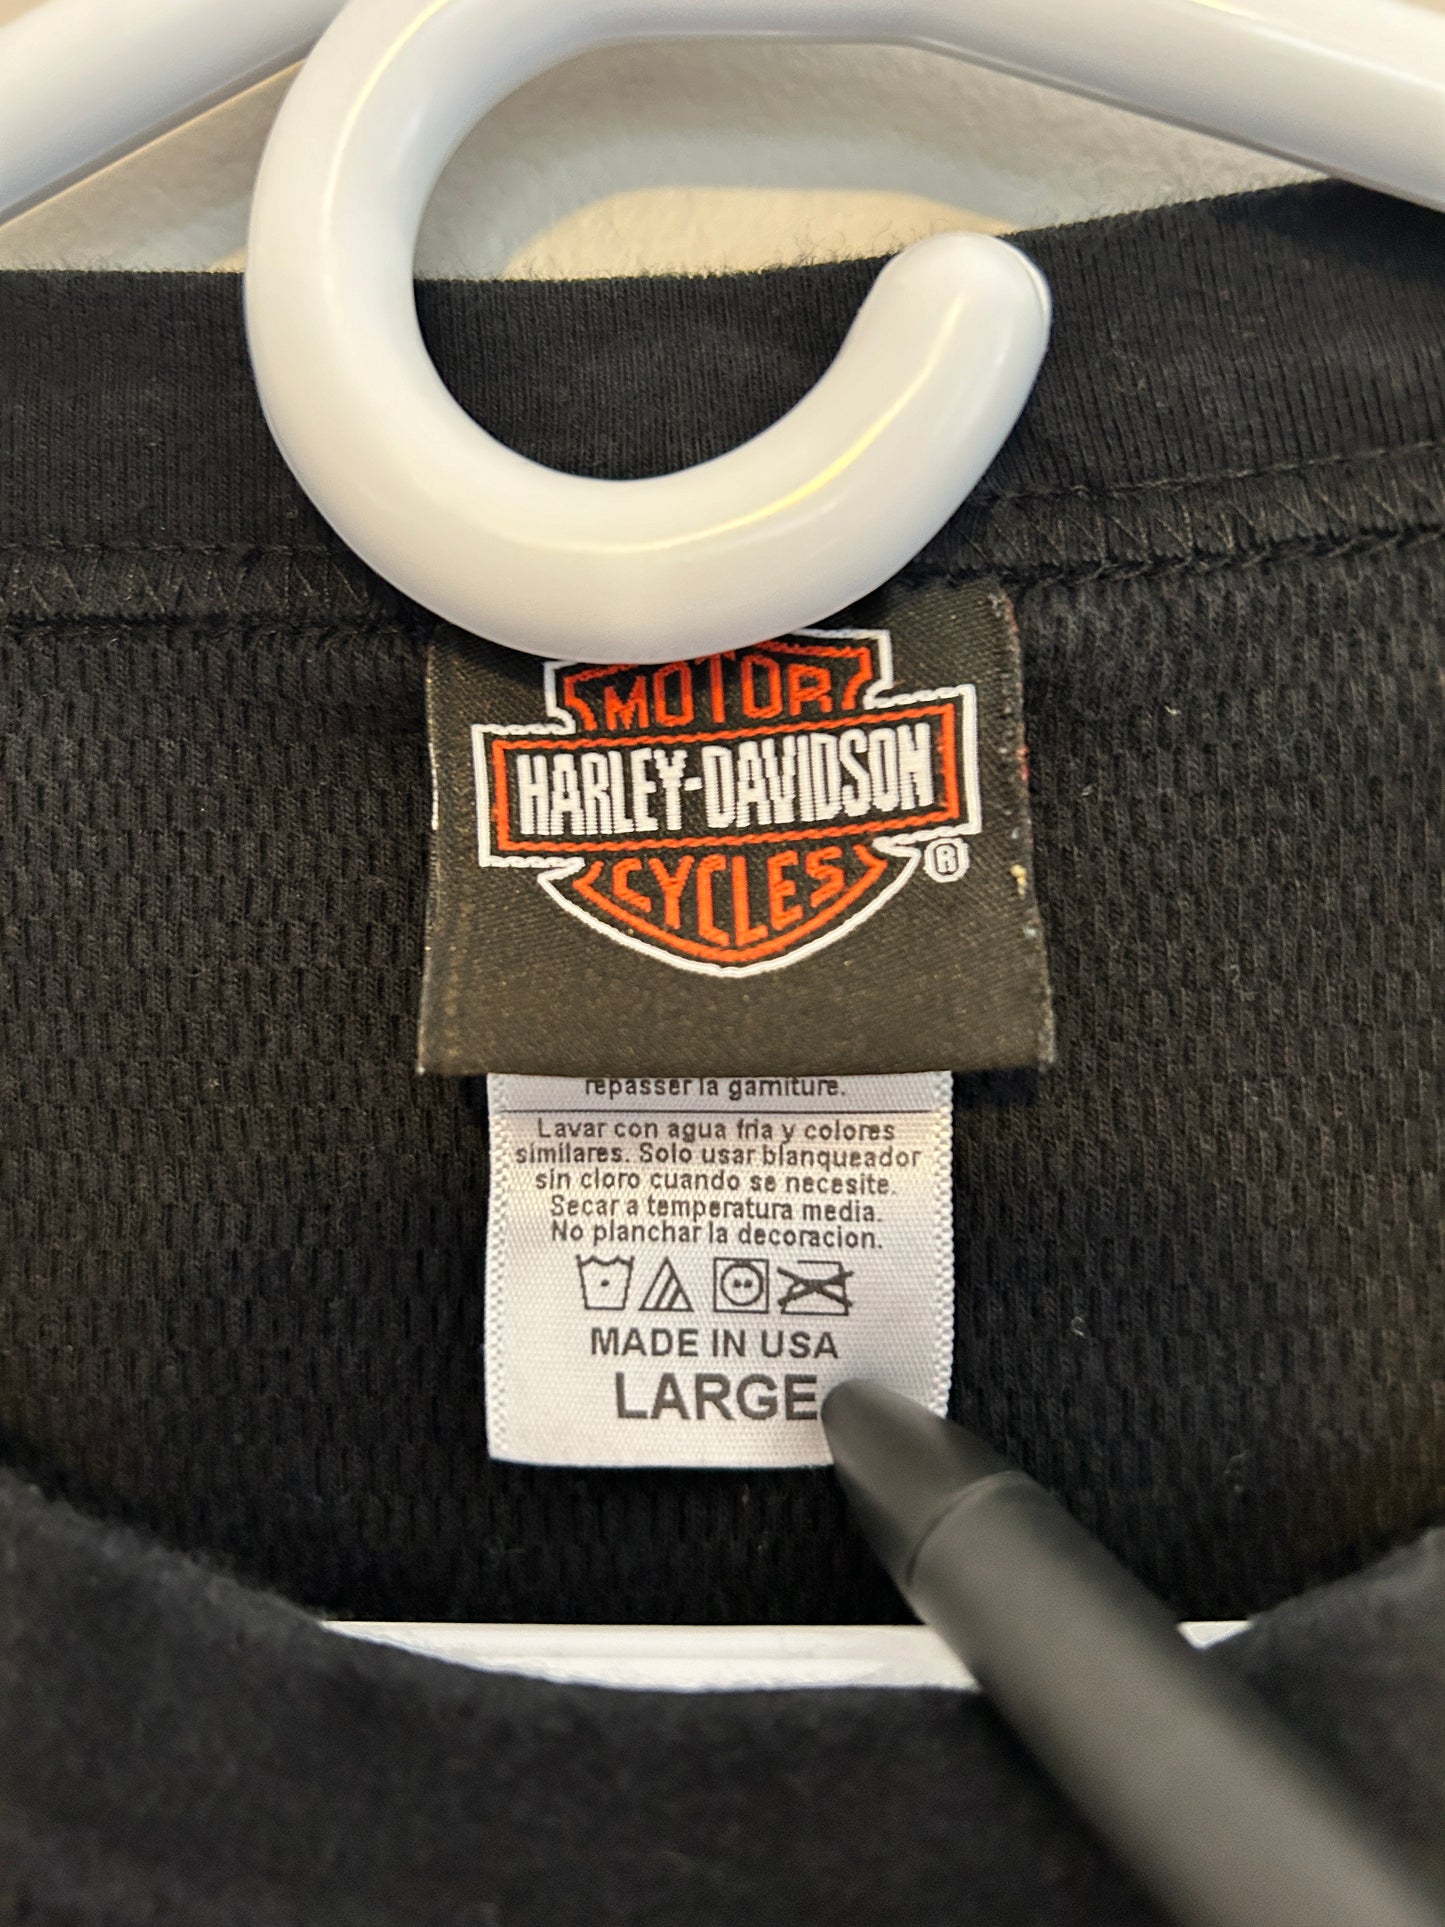 MOTOR
HARLEY-DAVIDSON
CYCLES
®
repasser la garniture.
Lavar con agua fria y colores
similares. Solo usar blanqueador
sin cloro cuando se necesite.
Secar a temperatura media.
No planchar la decoracion.
MADE IN USA
LARGE